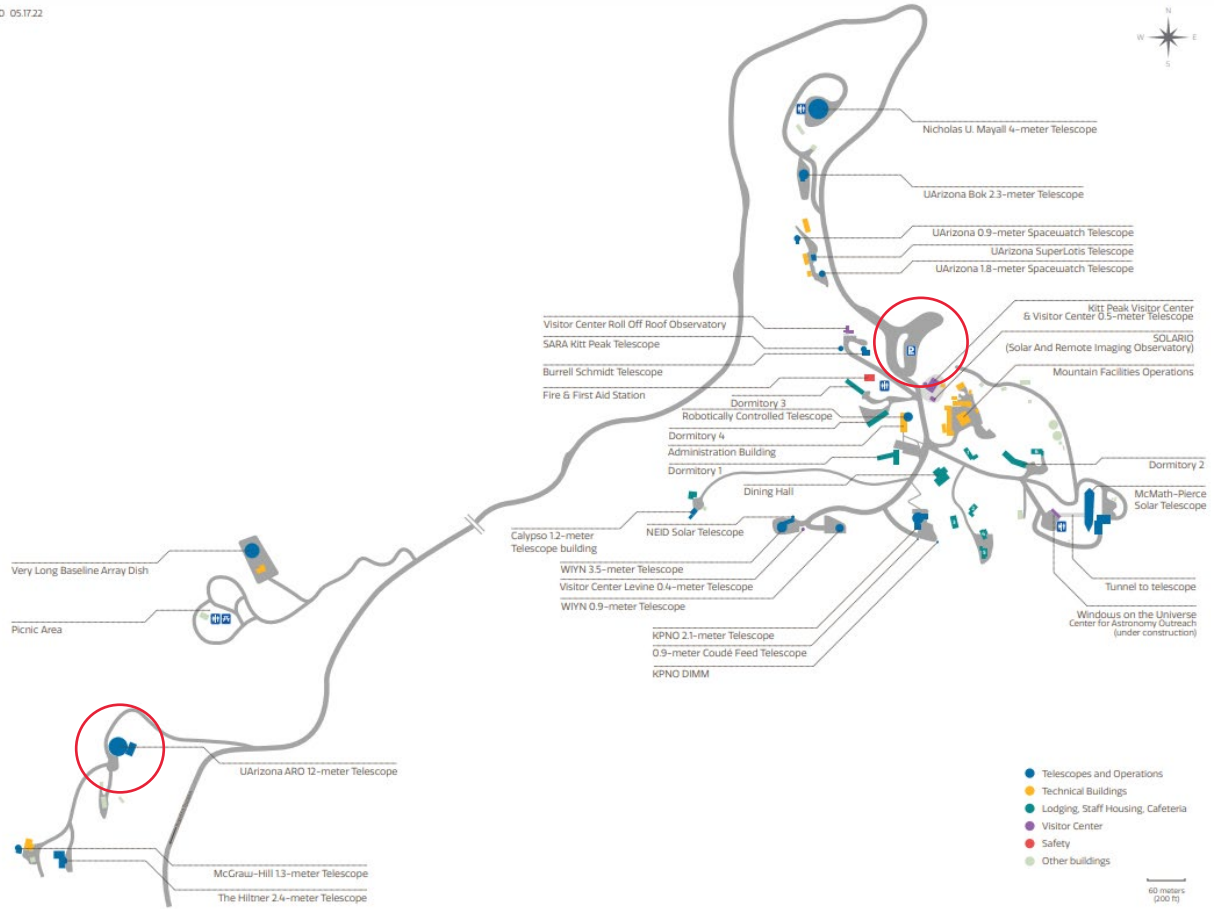 05.17.22
N
W
E
S
Nicholas U. Mayall 4-meter Telescope
UArizona Bok 2.3-meter Telescope
UArizona 0.9-meter Spacewatch Telescope
UArizona SuperLotis Telescope
UArizona 1.8-meter Spacewatch Telescope
Kitt Peak Visitor Center
& Visitor Center 0.5-meter Telescope
SOLARIO
(Solar And Remote Imaging Observatory)
Mountain Facilities Operations
Visitor Center Roll Off Roof Observatory
SARA Kitt Peak Telescope
Burrell Schmidt Telescope
Fire & First Aid Station
Dormitory 3
Robotically Controlled Telescope
Dormitory 4
Administration Building
Dormitory 1
Dining Hall
Dormitory 2
McMath-Pierce
Solar Telescope
Calypso 1.2-meter
Telescope building
NEID Solar Telescope
WIYN 3.5-meter Telescope
Visitor Center Levine 0.4-meter Telescope
WIYN 0.9-meter Telescope
Tunnel to telescope
Windows on the Universe
Center for Astronomy Outreach
(under construction)
KPNO 2.1-meter Telescope
0.9-meter Coudé Feed Telescope
KPNO DIMM
Very Long Baseline Array Dish
Picnic Area
UArizona ARO 12-meter Telescope
McGraw-Hill 1.3-meter Telescope
The Hiltner 2.4-meter Telescope
Telescopes and Operations
Technical Buildings
Lodging, Staff Housing, Cafeteria
Visitor Center
Safety
Other buildings
60 meters
(200 ft)